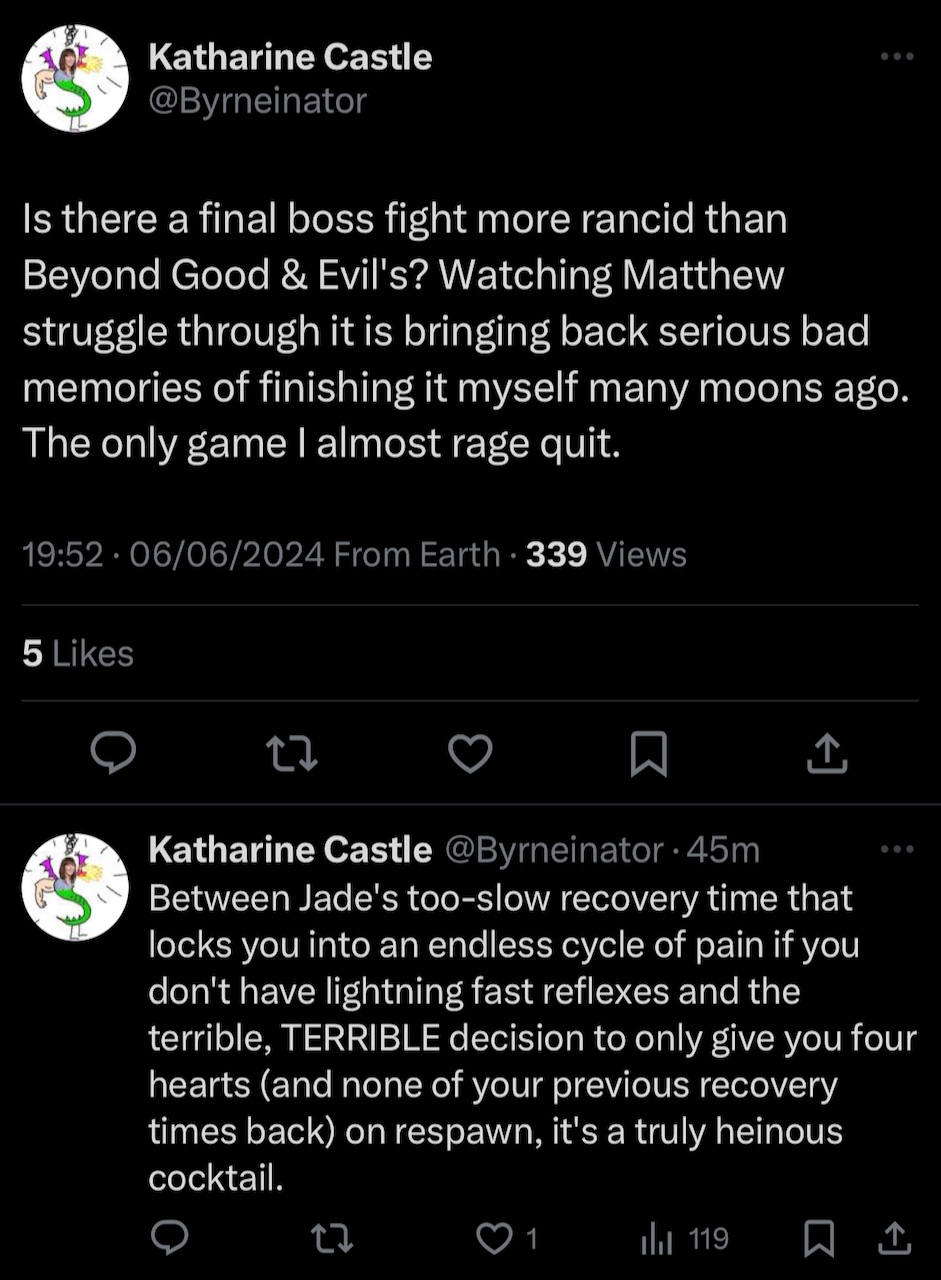 Katharine Castle
@Byrneinator
Is there a final boss fight more rancid than
Beyond Good & Evil's? Watching Matthew
struggle through it is bringing back serious bad
memories of finishing it myself many moons ago.
The only game I almost rage quit.
19:52 · 06/06/2024 From Earth · 339 Views
5 Likes
Katharine Castle @Byrneinator · 45m
Between Jade's too-slow recovery time that
locks you into an endless cycle of pain if you
don't have lightning fast reflexes and the
terrible, TERRIBLE decision to only give you four
hearts (and none of your previous recovery
times back) on respawn, it's a truly heinous
cocktail.
1 119